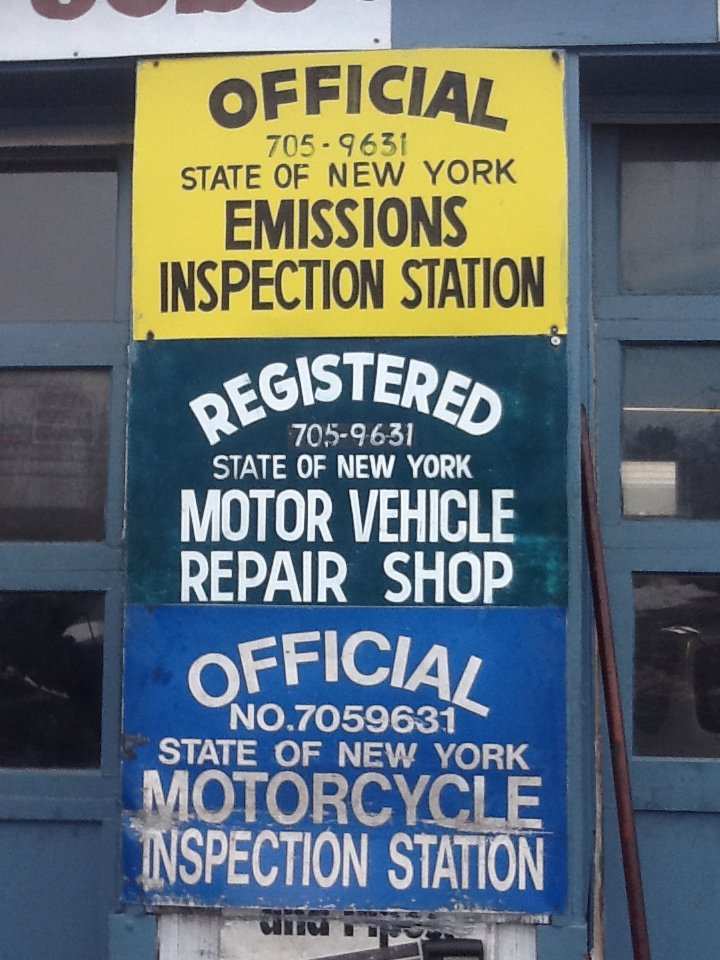 OFFICIAL
705-9631
STATE OF NEW YORK
EMISSIONS
INSPECTION STATION
REGISTERED
705-9631
STATE OF NEW YORK
MOTOR VEHICLE
REPAIR SHOP
OFFICIAL
NO.7059631
STATE OF NEW YORK
MOTORCYCLE
INSPECTION STATION
and